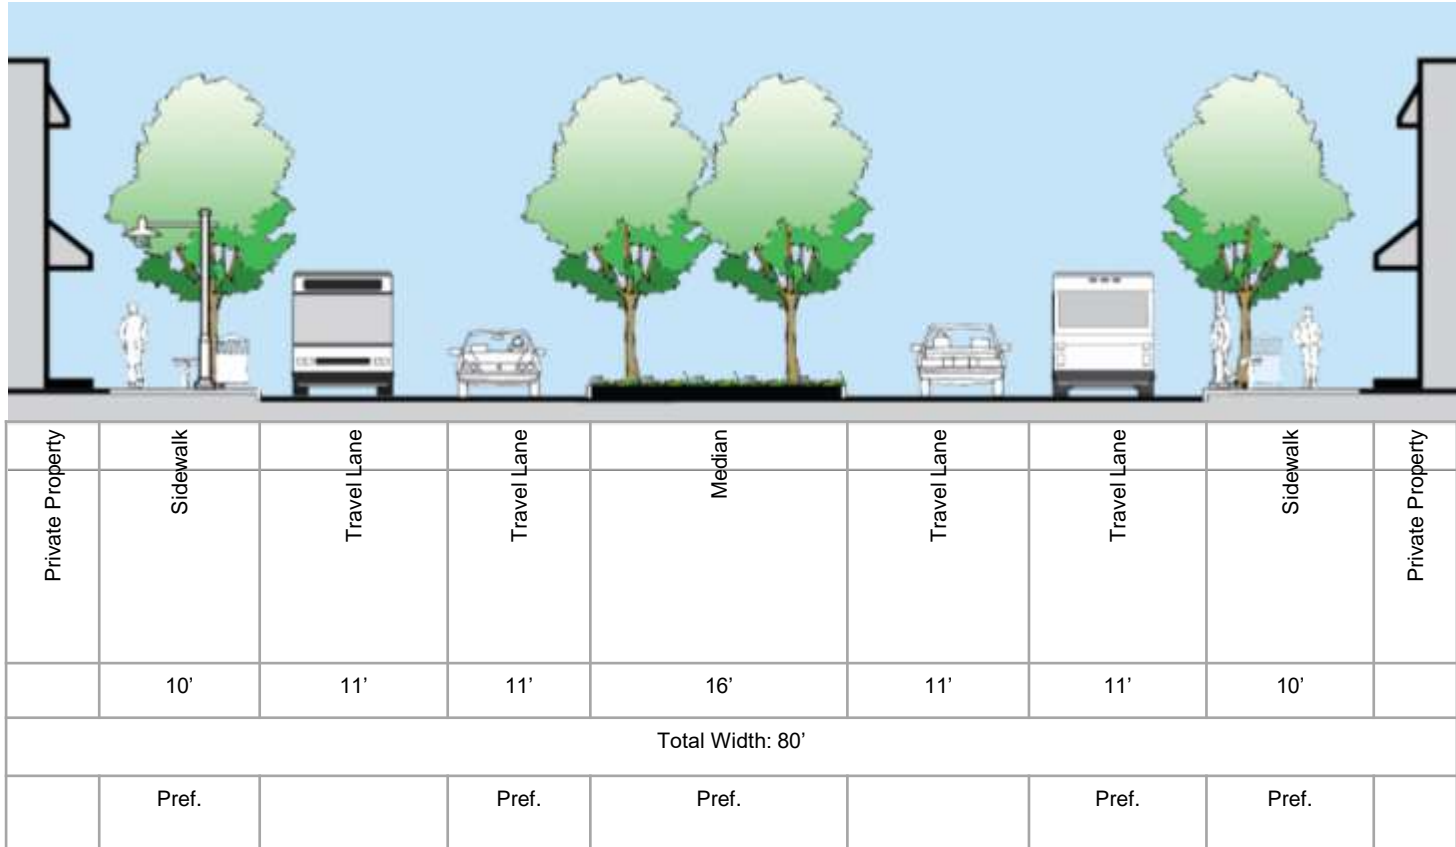 Private Property
Sidewalk
Travel Lane
Travel Lane
Median
Travel Lane
Travel Lane
Sidewalk
Private Property
10’ 11’ 11’ 16’ 11’ 11’ 10’
Total Width: 80’
Pref. Pref. Pref. Pref. Pref.